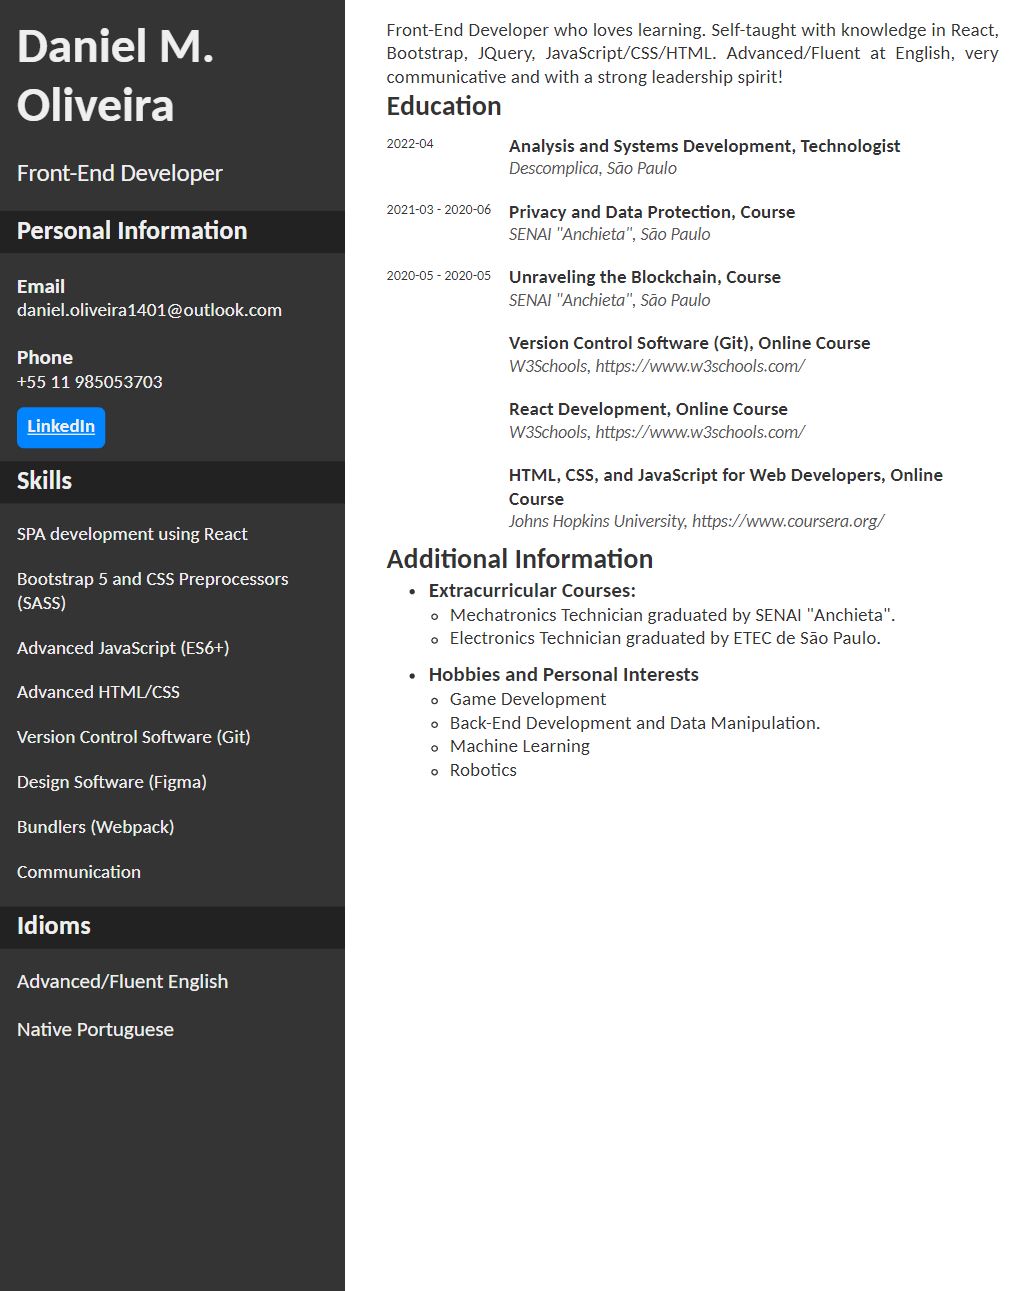 Daniel M.
Oliveira
Front-End Developer
Personal Information
Email
daniel.oliveira1401@outlook.com
Phone
+55 11 985053703
LinkedIn
Skills
SPA development using React
Bootstrap 5 and CSS Preprocessors
(SASS)
Advanced JavaScript (ES6+)
Advanced HTML/CSS
Version Control Software (Git)
Design Software (Figma)
Bundlers (Webpack)
Communication
Idioms
Advanced/Fluent English
Native Portuguese
Front-End Developer who loves learning. Self-taught with knowledge in React,
Bootstrap, JQuery, JavaScript/CSS/HTML. Advanced/Fluent at English, very
communicative and with a strong leadership spirit!
Education
2022-04 Analysis and Systems Development, Technologist
Descomplica, São Paulo
2021-03 - 2020-06 Privacy and Data Protection, Course
SENAI "Anchieta", São Paulo
2020-05 - 2020-05 Unraveling the Blockchain, Course
SENAI "Anchieta", São Paulo
Version Control Software (Git), Online Course
W3Schools, https://www.w3schools.com/
React Development, Online Course
W3Schools, https://www.w3schools.com/
HTML, CSS, and JavaScript for Web Developers, Online
Course
Johns Hopkins University, https://www.coursera.org/
Additional Information
• Extracurricular Courses:
◦ Mechatronics Technician graduated by SENAI "Anchieta".
◦ Electronics Technician graduated by ETEC de São Paulo.
• Hobbies and Personal Interests
◦ Game Development
◦ Back-End Development and Data Manipulation.
◦ Machine Learning
◦ Robotics